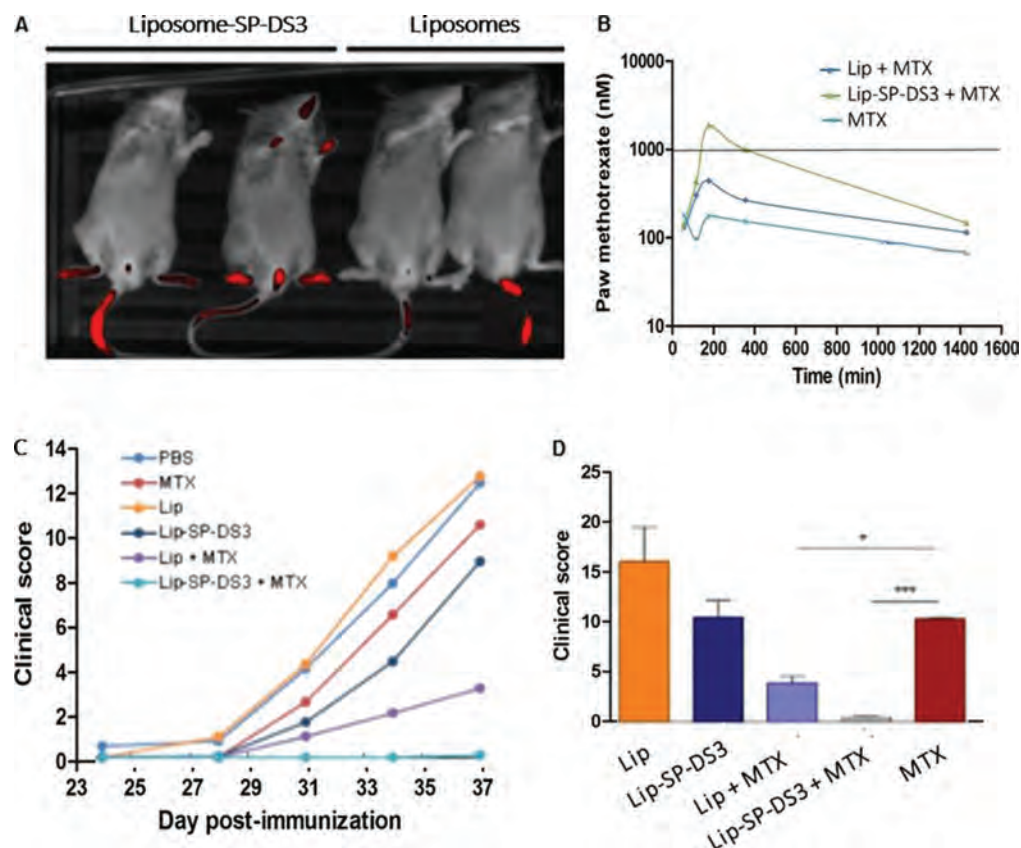 A
Liposome-SP-DS3
Liposomes
B
Paw methotrexate (nM)
10000
1000
100
10
Lip + MTX
Lip-SP-DS3 + MTX
MTX
0 200 400 600 800 1000 1200 1400 1600
Time (min)
C
Clinical score
14
12
10
8
6
4
2
0
PBS
MTX
Lip
Lip-SP-DS3
Lip + MTX
Lip-SP-DS3 + MTX
23 25 27 29 31 33 35 37
Day post-immunization
D
Clinical score
25
20
15
10
5
0
*
***
Lip
Lip-SP-DS3
Lip + MTX
Lip-SP-DS3 + MTX
MTX